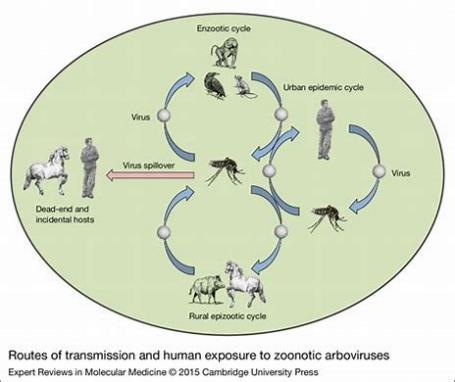 Enzootic cycle
Urban epidemic cycle
Virus
Virus spillover
Virus
Dead-end and
incidental hosts
Rural epizootic cycle
Routes of transmission and human exposure to zoonotic arboviruses
Expert Reviews in Molecular Medicine © 2015 Cambridge University Press